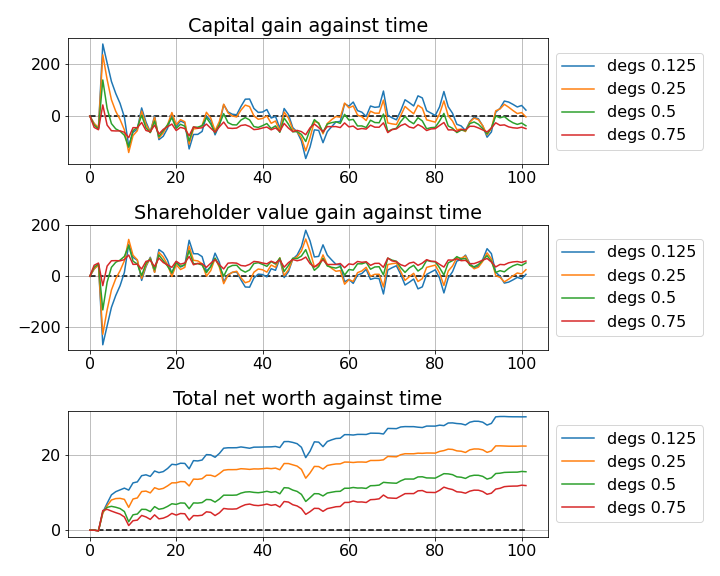 Capital gain against time
200
0
0 20 40 60 80 100
degs 0.125
degs 0.25
degs 0.5
degs 0.75
Shareholder value gain against time
200
0
−200
0 20 40 60 80 100
degs 0.125
degs 0.25
degs 0.5
degs 0.75
Total net worth against time
20
0
0 20 40 60 80 100
degs 0.125
degs 0.25
degs 0.5
degs 0.75